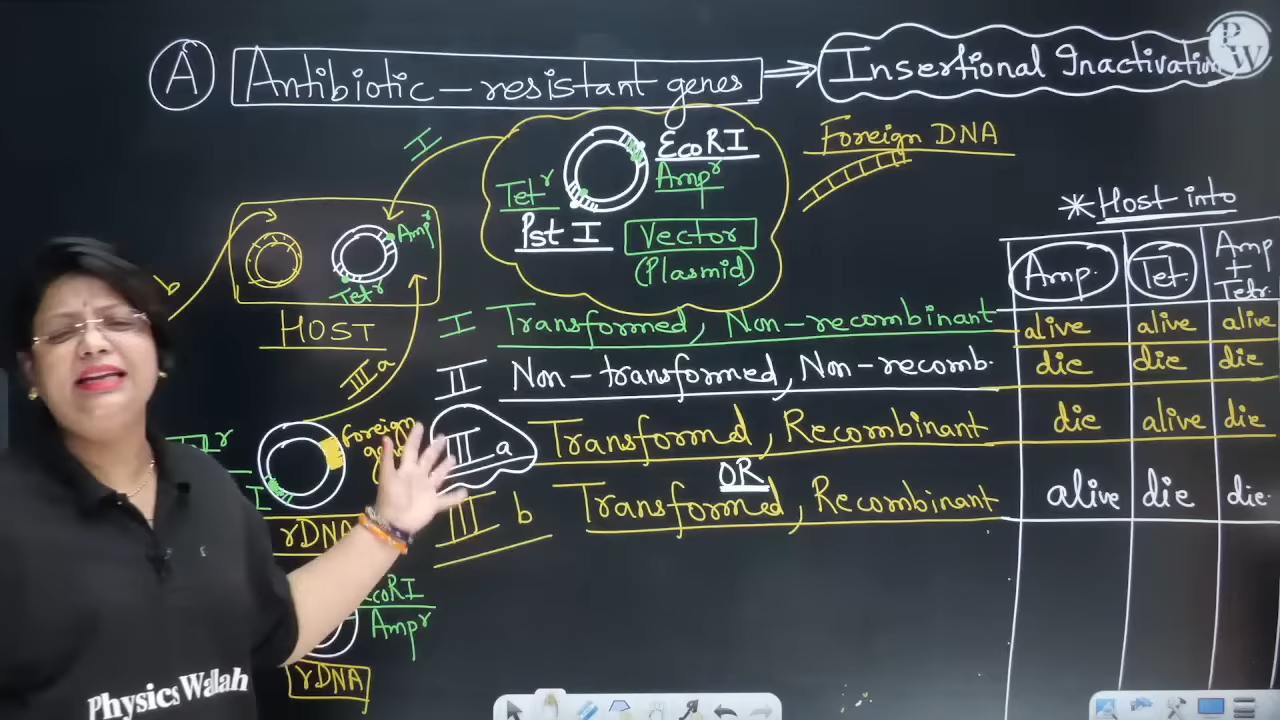 A Antibiotic - resistant genes ⇒ Insertional Inactivation
PW
I
EcoRI
Foreign DNA
Tetʳ
Ampʳ
Pst I
Vector
(Plasmid)
* Host into
Ampʳ
Tetʳ
b
HOST
Amp.
Tet.
Amp + Tetr.
I Transformed, Non-recombinant alive alive alive
II Non-transformed, Non-recomb. die die die
IIIa
III a Transformed, Recombinant die alive die
OR
III b Transformed, Recombinant alive die die.
foreign
I
rDNA
Ampʳ
rDNA
Physics Wallah